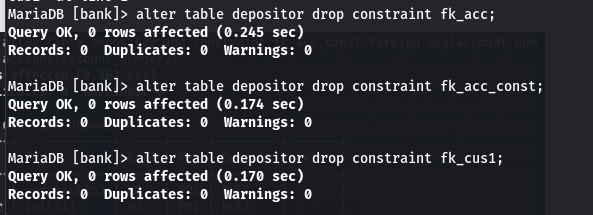 MariaDB [bank]> alter table depositor drop constraint fk_acc;
Query OK, 0 rows affected (0.245 sec)
Records: 0  Duplicates: 0  Warnings: 0

MariaDB [bank]> alter table depositor drop constraint fk_acc_const;
Query OK, 0 rows affected (0.174 sec)
Records: 0  Duplicates: 0  Warnings: 0

MariaDB [bank]> alter table depositor drop constraint fk_cus1;
Query OK, 0 rows affected (0.170 sec)
Records: 0  Duplicates: 0  Warnings: 0